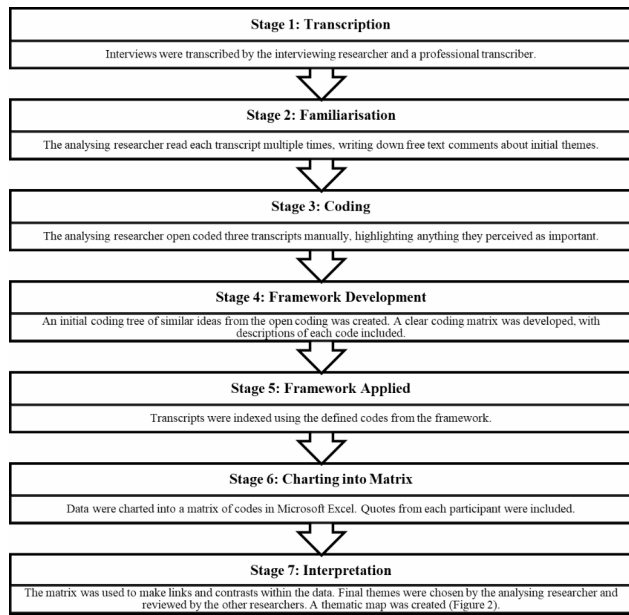 Stage 1: Transcription
Interviews were transcribed by the interviewing researcher and a professional transcriber.
Stage 2: Familiarisation
The analysing researcher read each transcript multiple times, writing down free text comments about initial themes.
Stage 3: Coding
The analysing researcher open coded three transcripts manually, highlighting anything they perceived as important.
Stage 4: Framework Development
An initial coding tree of similar ideas from the open coding was created. A clear coding matrix was developed, with
descriptions of each code included.
Stage 5: Framework Applied
Transcripts were indexed using the defined codes from the framework.
Stage 6: Charting into Matrix
Data were charted into a matrix of codes in Microsoft Excel. Quotes from each participant were included.
Stage 7: Interpretation
The matrix was used to make links and contrasts within the data. Final themes were chosen by the analysing researcher and
reviewed by the other researchers. A thematic map was created (Figure 2).